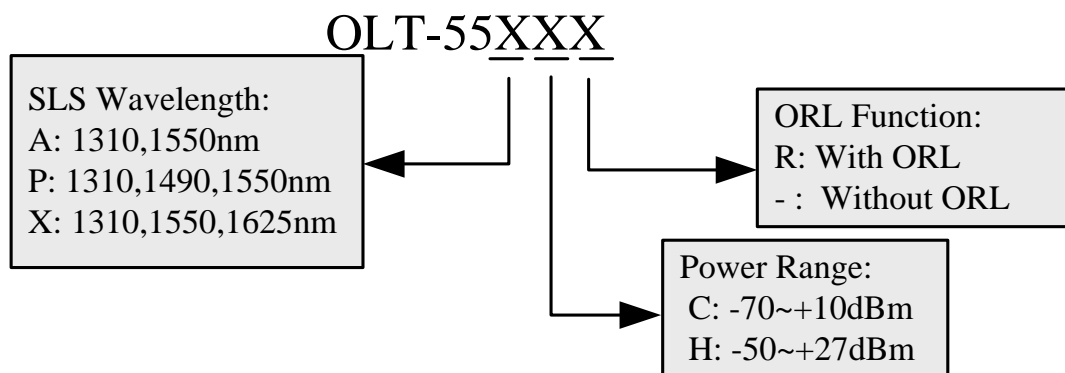 OLT-55XXX
SLS Wavelength:
A: 1310,1550nm
P: 1310,1490,1550nm
X: 1310,1550,1625nm
ORL Function:
R: With ORL
- : Without ORL
Power Range:
C: -70~+10dBm
H: -50~+27dBm